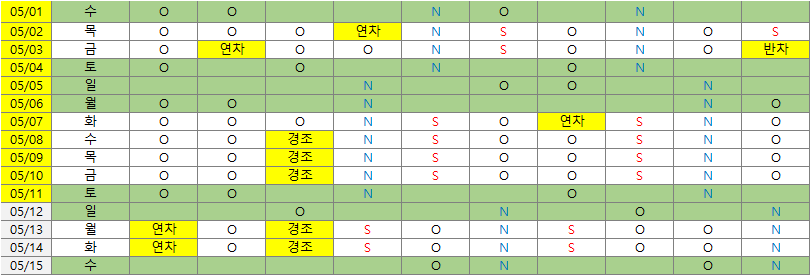 05/01 수 O O N O N
05/02 목 O O O 연차 N S O N O S
05/03 금 O 연차 O O N S O N O 반차
05/04 토 O O N O N
05/05 일 N O O N
05/06 월 O O N N O
05/07 화 O O O N S O 연차 S N O
05/08 수 O O 경조 N S O O S N O
05/09 목 O O 경조 N S O O S N O
05/10 금 O O 경조 N S O O S N O
05/11 토 O O N O N
05/12 일 O N O N
05/13 월 연차 O 경조 S O N S O O N
05/14 화 연차 O 경조 S O N S O O N
05/15 수 O N O N